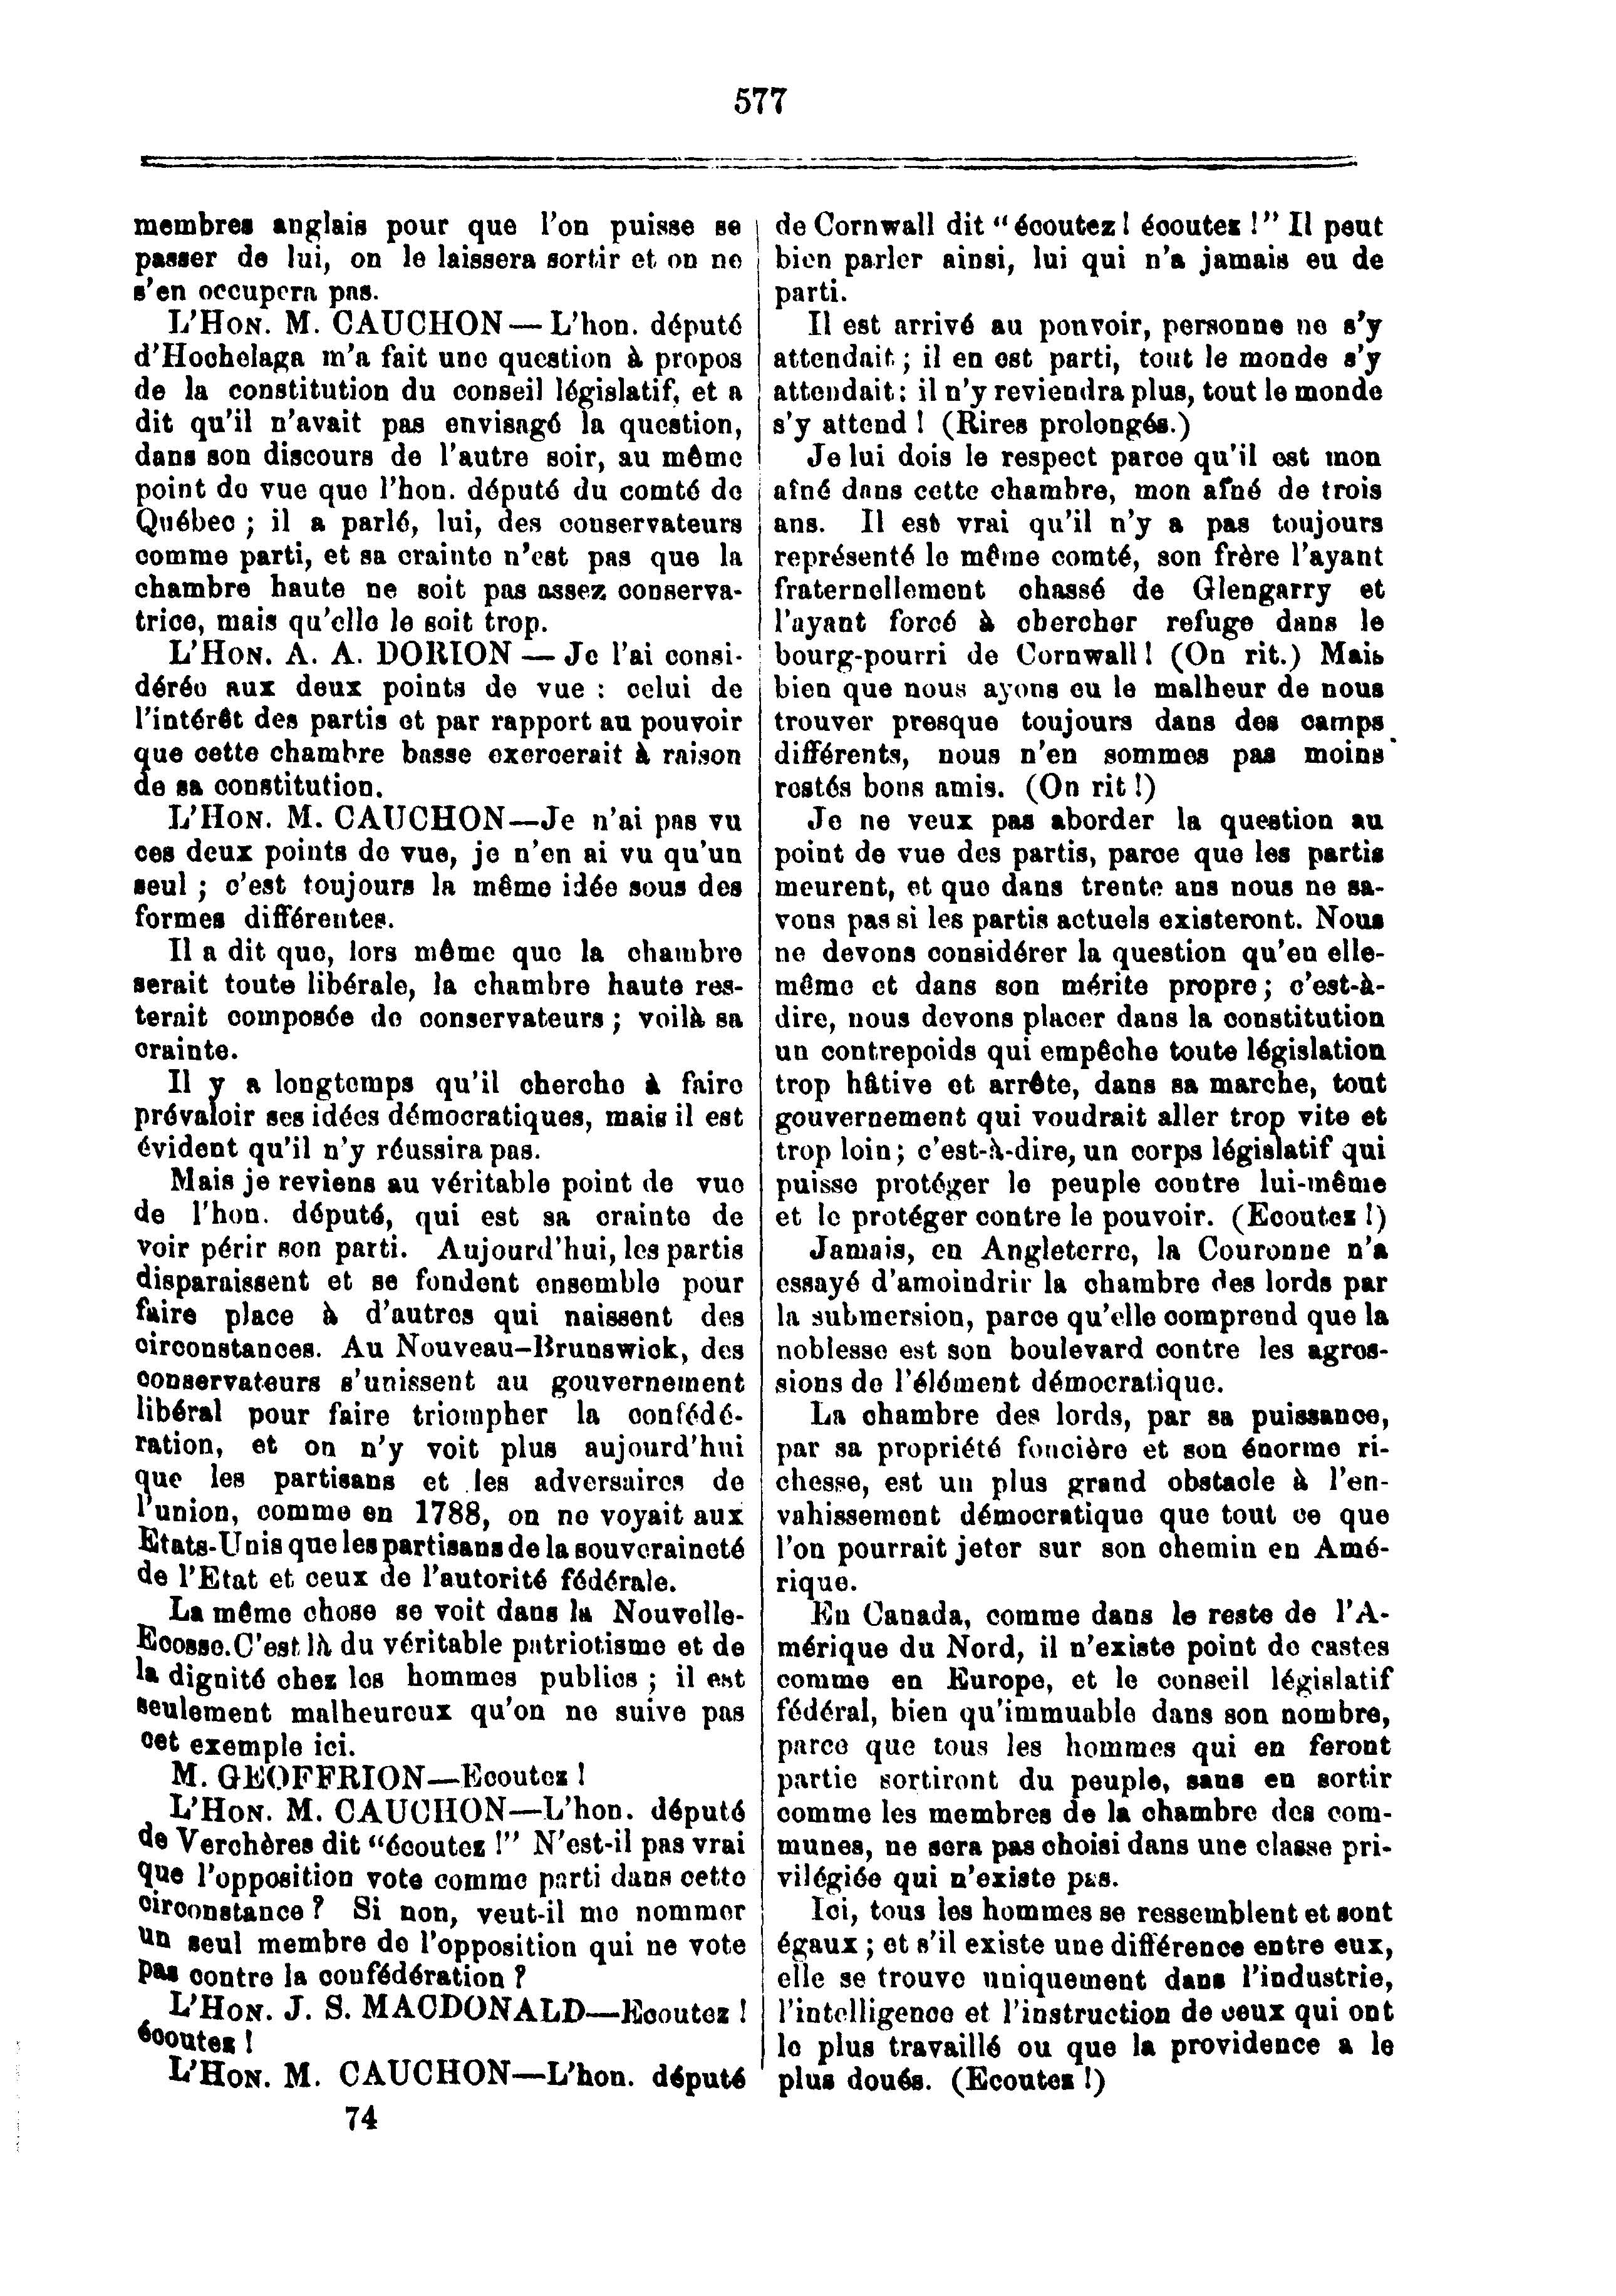 577
membres anglais pour que l'on puisse se
passer de lui, on le laissera sortir et on ne
s'en occupera pas.
L'HON. M. CAUCHON — L'hon. député
d'Hochelaga m'a fait une question à propos
de la constitution du conseil législatif, et a
dit qu'il n'avait pas envisagé la question,
dans son discours de l'autre soir, au même
point de vue que l'hon. député du comté de
Québec ; il a parlé, lui, des conservateurs
comme parti, et sa crainte n'est pas que la
chambre haute ne soit pas assez conserva-
trice, mais qu'elle le soit trop.
L'HON. A. A. DORION — Je l'ai consi-
dérée aux deux points de vue : celui de
l'intérêt des partis et par rapport au pouvoir
que cette chambre basse exercerait à raison
de sa constitution.
L'HON. M. CAUCHON—Je n'ai pas vu
ces deux points de vue, je n'en ai vu qu'un
seul ; c'est toujours la même idée sous des
formes différentes.
Il a dit que, lors même que la chambre
serait toute libérale, la chambre haute res-
terait composée de conservateurs ; voilà sa
crainte.
Il y a longtemps qu'il cherche à faire
prévaloir ses idées démocratiques, mais il est
évident qu'il n'y réussira pas.
Mais je reviens au véritable point de vue
de l'hon. député, qui est sa crainte de
voir périr son parti. Aujourd'hui, les partis
disparaissent et se fondent ensemble pour
faire place à d'autres qui naissent des
circonstances. Au Nouveau-Brunswick, des
conservateurs s'unissent au gouvernement
libéral pour faire triompher la confédé-
ration, et on n'y voit plus aujourd'hui
que les partisans et les adversaires de
l'union, comme en 1788, on ne voyait aux
Etats-Unis que les partisans de la souveraineté
de l'Etat et ceux de l'autorité fédérale.
La même chose se voit dans la Nouvelle-
Ecosse. C'est là du véritable patriotisme et de
la dignité chez les hommes publics ; il est
seulement malheureux qu'on ne suive pas
cet exemple ici.
M. GEOFFRION—Ecoutez !
L'HON. M. CAUCHON—L'hon. député
de Verchères dit “écoutez !” N'est-il pas vrai
que l'opposition vote comme parti dans cette
circonstance ? Si non, veut-il me nommer
un seul membre de l'opposition qui ne vote
pas contre la confédération ?
L'HON. J. S. MACDONALD—Ecoutez !
écoutez !
L'HON. M. CAUCHON—L'hon. député
74
de Cornwall dit “écoutez ! écoutez !” Il peut
bien parler ainsi, lui qui n'a jamais eu de
parti.
Il est arrivé au ponvoir, personne ne s'y
attendait ; il en est parti, tout le monde s'y
attendait ; il n'y reviendra plus, tout le monde
s'y attend ! (Rires prolongés.)
Je lui dois le respect parce qu'il est mon
aîné dans cette chambre, mon aîné de trois
ans. Il est vrai qu'il n'y a pas toujours
représenté le même comté, son frère l'ayant
fraternellement chassé de Glengarry et
l'ayant forcé à chercher refuge dans le
bourg-pourri de Cornwall ! (On rit.) Mais
bien que nous ayons eu le malheur de nous
trouver presque toujours dans des camps
différents, nous n'en sommes pas moins
restés bons amis. (On rit !)
Je ne veux pas aborder la question au
point de vue des partis, parce que les partis
meurent, et que dans trente ans nous ne sa-
vons pas si les partis actuels existeront. Nous
ne devons considérer la question qu'en elle-
même et dans son mérite propre ; c'est-à-
dire, nous devons placer dans la constitution
un contrepoids qui empêche toute législation
trop hâtive et arrête, dans sa marche, tout
gouvernement qui voudrait aller trop vite et
trop loin ; c'est-à-dire, un corps législatif qui
puisse protéger le peuple contre lui-même
et le protéger contre le pouvoir. (Ecoutez !)
Jamais, en Angleterre, la Couronne n'a
essayé d'amoindrir la chambre des lords par
la submersion, parce qu'elle comprend que la
noblesse est son boulevard contre les agres-
sions de l'élément démocratique.
La chambre des lords, par sa puissance,
par sa propriété foncière et son énorme ri-
chesse, est un plus grand obstacle à l'en-
vahissement démocratique que tout ce que
l'on pourrait jeter sur son chemin en Amé-
rique.
En Canada, comme dans le reste de l'A-
mérique du Nord, il n'existe point de castes
comme en Europe, et le conseil législatif
fédéral, bien qu'immuable dans son nombre,
parce que tous les hommes qui en feront
partie sortiront du peuple, sans en sortir
comme les membres de la chambre des com-
munes, ne sera pas choisi dans une classe pri-
vilégiée qui n'existe pas.
Ici, tous les hommes se ressemblent et sont
égaux ; et s'il existe une différence entre eux,
elle se trouve uniquement dans l'industrie,
l'intelligence et l'instruction de ceux qui ont
le plus travaillé ou que la providence a le
plus doués. (Ecoutez !)